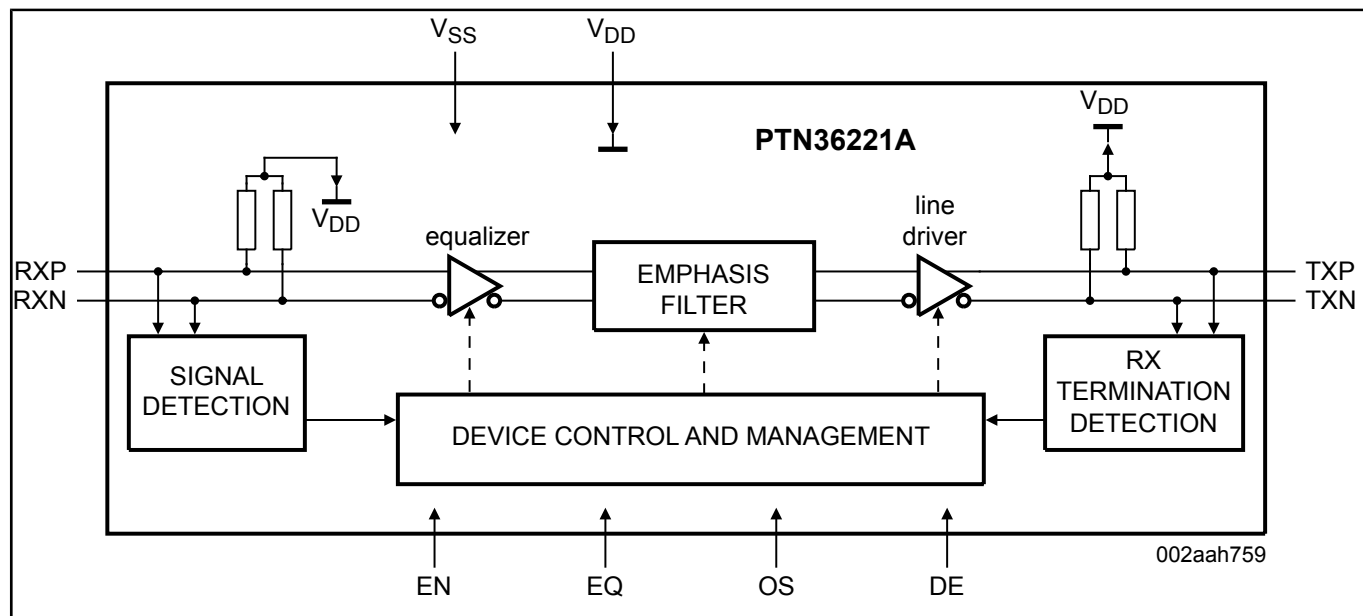 VSS
VDD
VDD
PTN36221A
VDD
equalizer
line
driver
RXP
RXN
EMPHASIS
FILTER
TXP
TXN
SIGNAL
DETECTION
RX
TERMINATION
DETECTION
DEVICE CONTROL AND MANAGEMENT
EN
EQ
OS
DE
002aah759